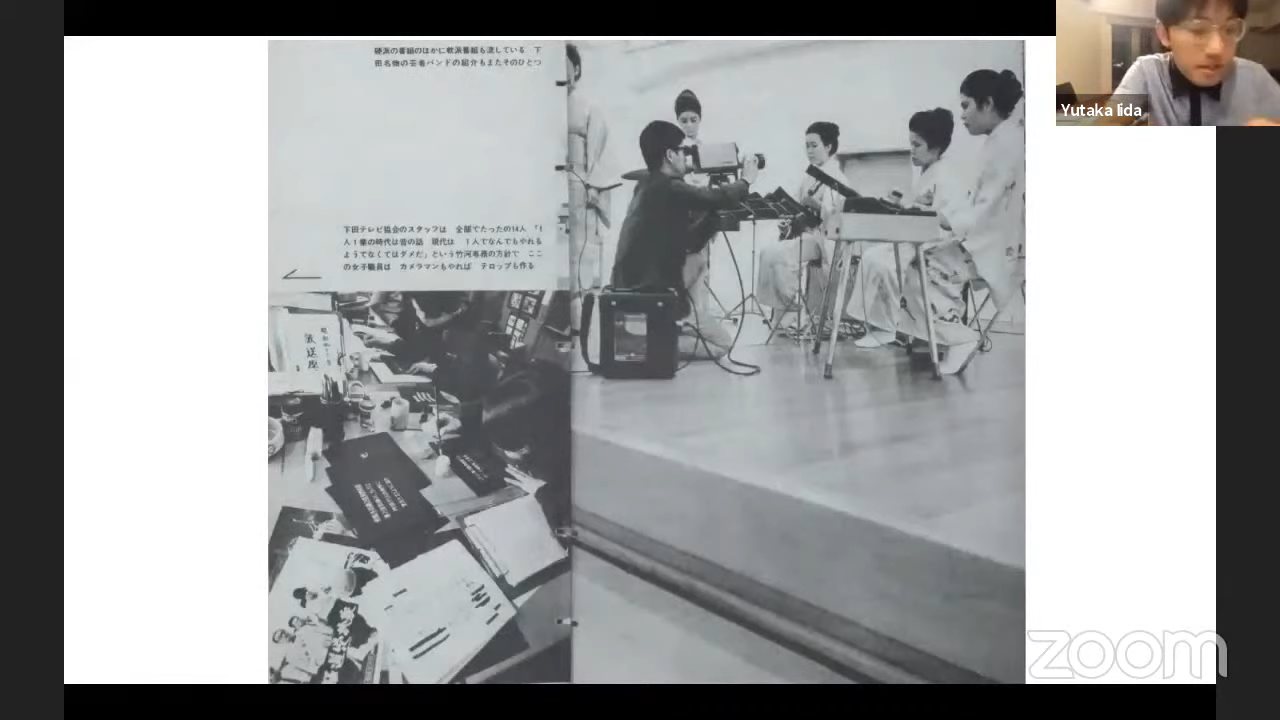 硬派の番組のほかに軟派番組も流している 下
田名物の芸者バンドの紹介もまたそのひとつ
下田テレビ協会のスタッフは 全部でたったの14人 「1
人1業の時代は昔の話 現代は 1人でなんでもやれる
ようでなくてはダメだ」という竹河専務の方針で ここ
の女子職員は カメラマンもやれば テロップも作る
Yutaka Iida
zoom